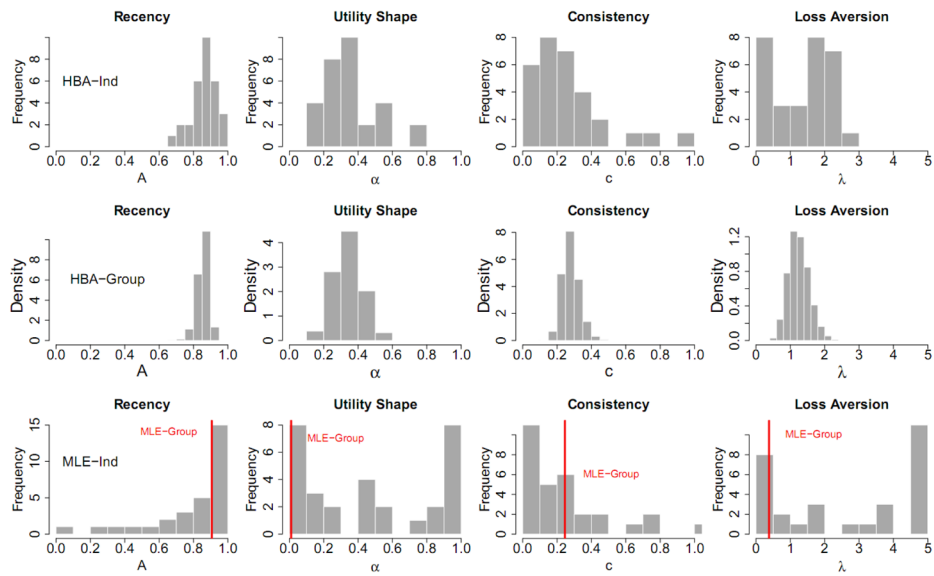 Recency Utility Shape Consistency Loss Aversion
Frequency 0 2 4 6 8 HBA−Ind
0.0 0.2 0.4 0.6 0.8 1.0
A
Frequency 0 2 4 6 8
0.0 0.2 0.4 0.6 0.8 1.0
α
Frequency 0 2 4 6 8
0.0 0.2 0.4 0.6 0.8 1.0
c
Frequency 0 2 4 6 8
0 1 2 3 4 5
λ
Recency Utility Shape Consistency Loss Aversion
Density 0 2 4 6 8 HBA−Group
0.0 0.2 0.4 0.6 0.8 1.0
A
Density 0 1 2 3 4
0.0 0.2 0.4 0.6 0.8 1.0
α
Density 0 2 4 6 8
0.0 0.2 0.4 0.6 0.8 1.0
c
Density 0.0 0.4 0.8 1.2
0 1 2 3 4 5
λ
Recency Utility Shape Consistency Loss Aversion
Frequency 0 5 10 15 MLE−Ind MLE−Group
0.0 0.2 0.4 0.6 0.8 1.0
A
Frequency 0 2 4 6 8 MLE−Group
0.0 0.2 0.4 0.6 0.8 1.0
α
Frequency 0 2 4 6 8 MLE−Group
0.0 0.2 0.4 0.6 0.8 1.0
c
Frequency 0 2 4 6 8 MLE−Group
0 1 2 3 4 5
λ